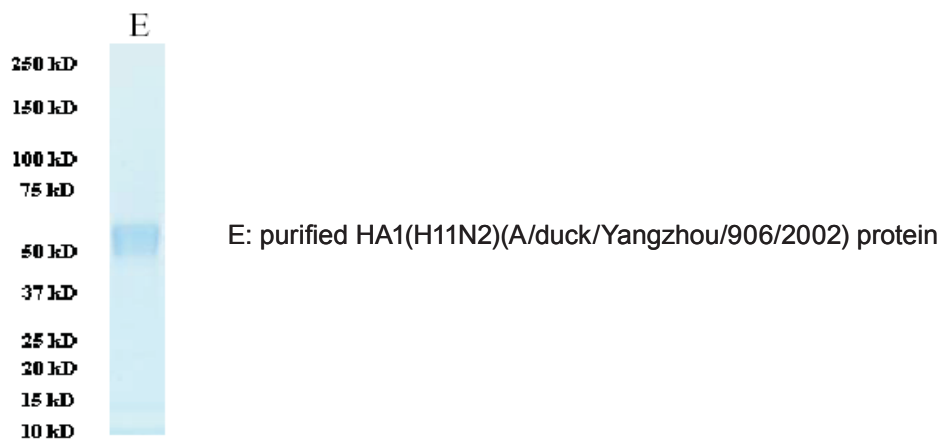 E
250 kD
150 kD
100 kD
75 kD
50 kD
37 kD
25 kD
20 kD
15 kD
10 kD
E: purified HA1(H11N2)(A/duck/Yangzhou/906/2002) protein